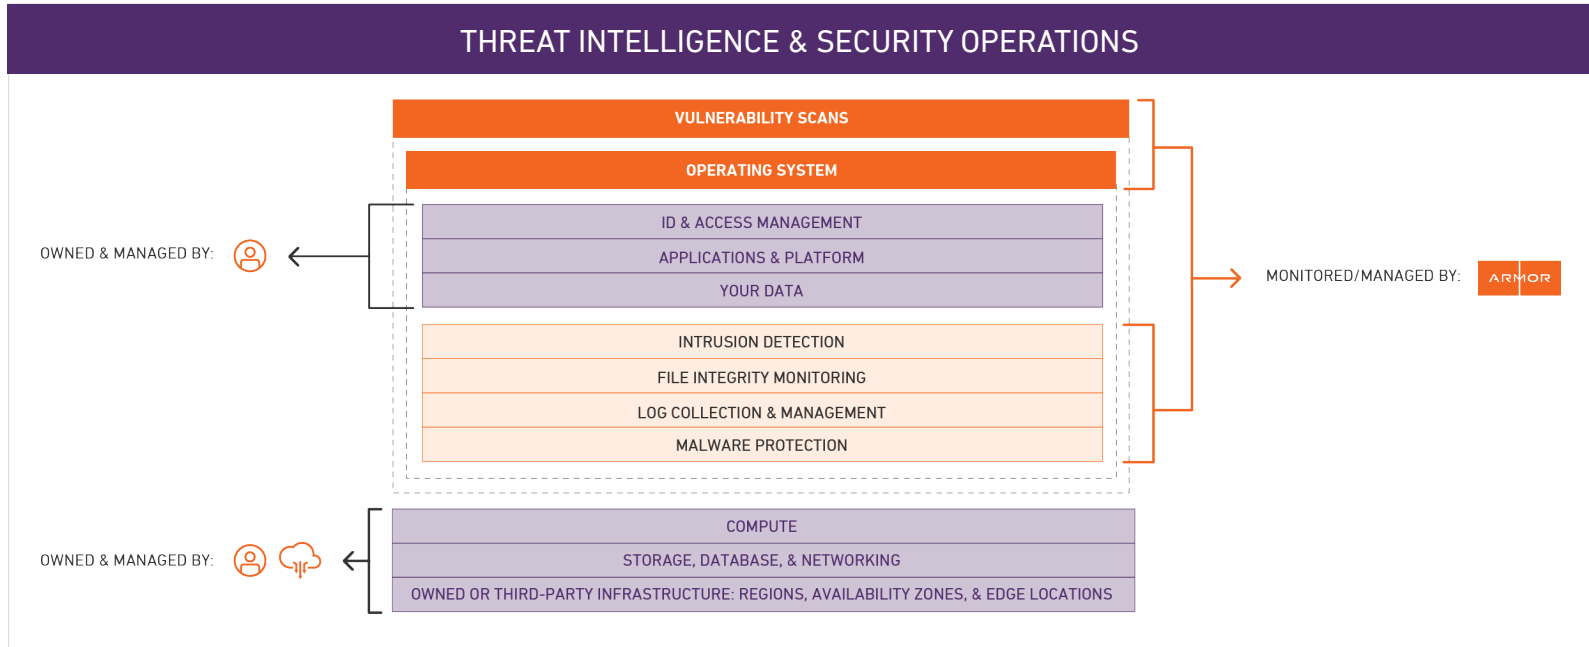 THREAT INTELLIGENCE & SECURITY OPERATIONS
VULNERABILITY SCANS
OPERATING SYSTEM
ID & ACCESS MANAGEMENT
APPLICATIONS & PLATFORM
YOUR DATA
OWNED & MANAGED BY:
MONITORED/MANAGED BY:
ARMOR
INTRUSION DETECTION
FILE INTEGRITY MONITORING
LOG COLLECTION & MANAGEMENT
MALWARE PROTECTION
OWNED & MANAGED BY:
COMPUTE
STORAGE, DATABASE, & NETWORKING
OWNED OR THIRD-PARTY INFRASTRUCTURE: REGIONS, AVAILABILITY ZONES, & EDGE LOCATIONS